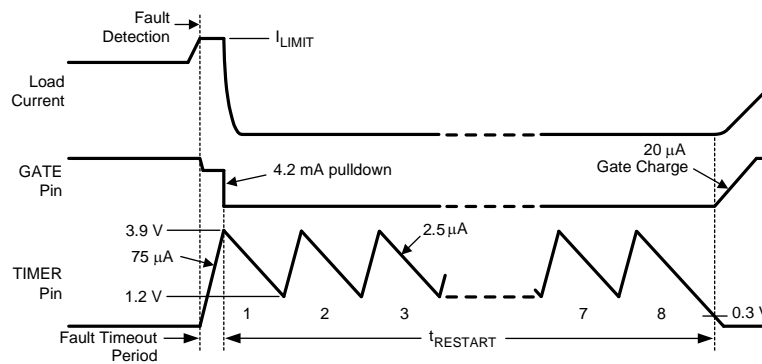 Fault
Detection
I_LIMIT
Load
Current
20 μA
Gate Charge
GATE
Pin
4.2 mA pulldown
3.9 V
2.5 μA
75 μA
TIMER
Pin
1.2 V
1
2
3
7
8
0.3 V
Fault Timeout
Period
t_RESTART